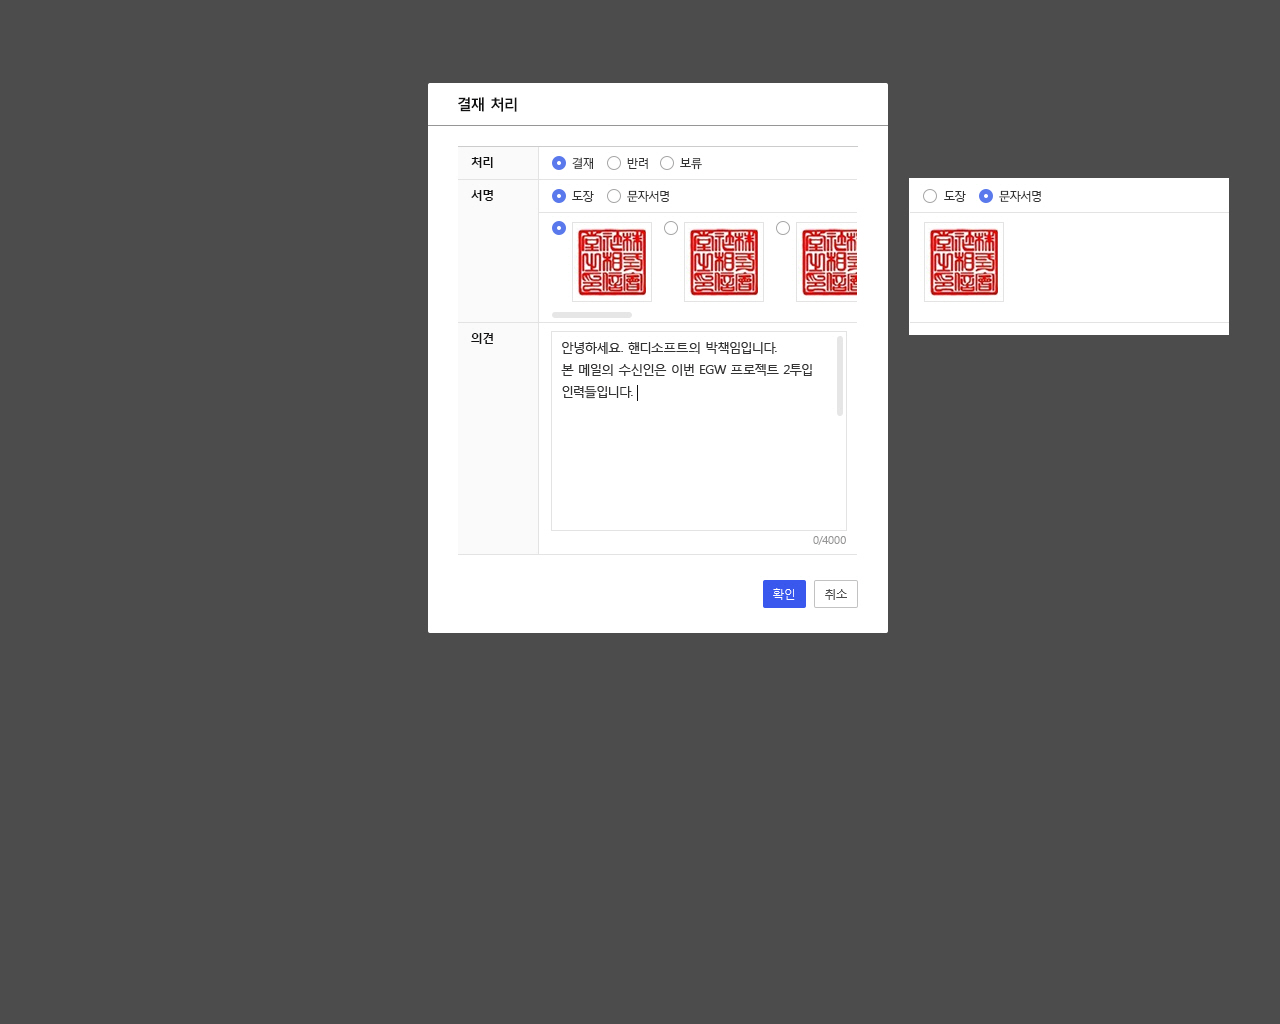 결재 처리
처리
결재
반려
보류
서명
도장
문자서명
의견
안녕하세요. 핸디소프트의 박책임입니다.
본 메일의 수신인은 이번 EGW 프로젝트 2투입
인력들입니다.
0/4000
확인
취소
도장
문자서명